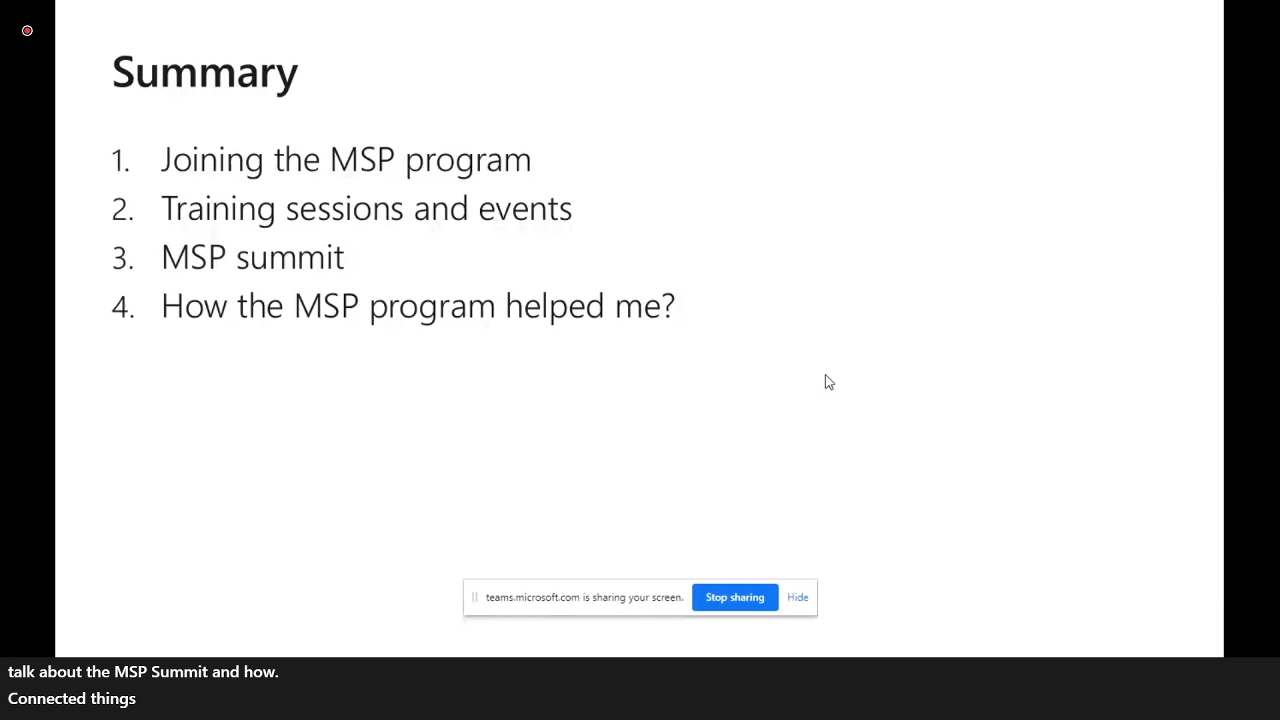 Summary
1. Joining the MSP program
2. Training sessions and events
3. MSP summit
4. How the MSP program helped me?
teams.microsoft.com is sharing your screen. Stop sharing Hide
talk about the MSP Summit and how.
Connected things